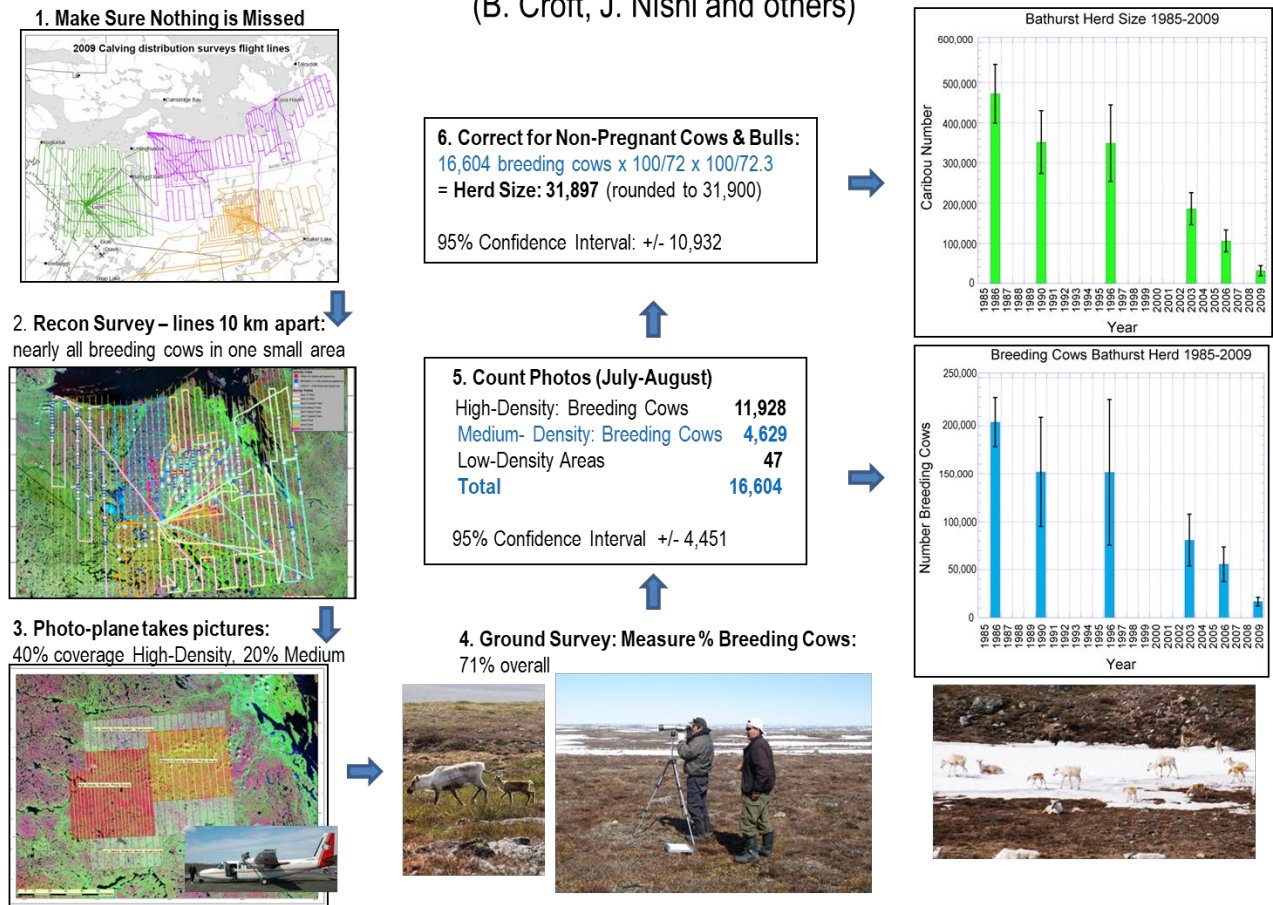 (B. Croft, J. Nishi and others)
1. Make Sure Nothing is Missed
2009 Calving distribution surveys flight lines
Taloyoak
Cambridge Bay
Gjoa Haven
Kugluktuk
Baker Lake
Ekati
2. Recon Survey – lines 10 km apart:
nearly all breeding cows in one small area
3. Photo-plane takes pictures:
40% coverage High-Density, 20% Medium
4. Ground Survey: Measure % Breeding Cows:
71% overall
5. Count Photos (July-August)
High-Density: Breeding Cows 11,928
Medium- Density: Breeding Cows 4,629
Low-Density Areas 47
Total 16,604
95% Confidence Interval +/- 4,451
6. Correct for Non-Pregnant Cows & Bulls:
16,604 breeding cows x 100/72 x 100/72.3
= Herd Size: 31,897 (rounded to 31,900)
95% Confidence Interval: +/- 10,932
Bathurst Herd Size 1985-2009
Caribou Number
600,000
500,000
400,000
300,000
200,000
100,000
0
1985 1986 1987 1988 1989 1990 1991 1992 1993 1994 1995 1996 1997 1998 1999 2000 2001 2002 2003 2004 2005 2006 2007 2008 2009
Year
Breeding Cows Bathurst Herd 1985-2009
Number Breeding Cows
250,000
200,000
150,000
100,000
50,000
0
1985 1986 1987 1988 1989 1990 1991 1992 1993 1994 1995 1996 1997 1998 1999 2000 2001 2002 2003 2004 2005 2006 2007 2008 2009
Year